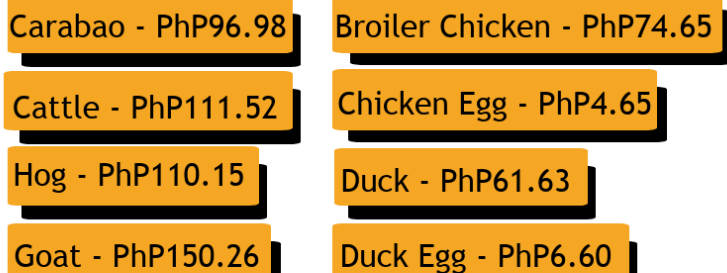 Carabao - PhP96.98
Cattle - PhP111.52
Hog - PhP110.15
Goat - PhP150.26
Broiler Chicken - PhP74.65
Chicken Egg - PhP4.65
Duck - PhP61.63
Duck Egg - PhP6.60